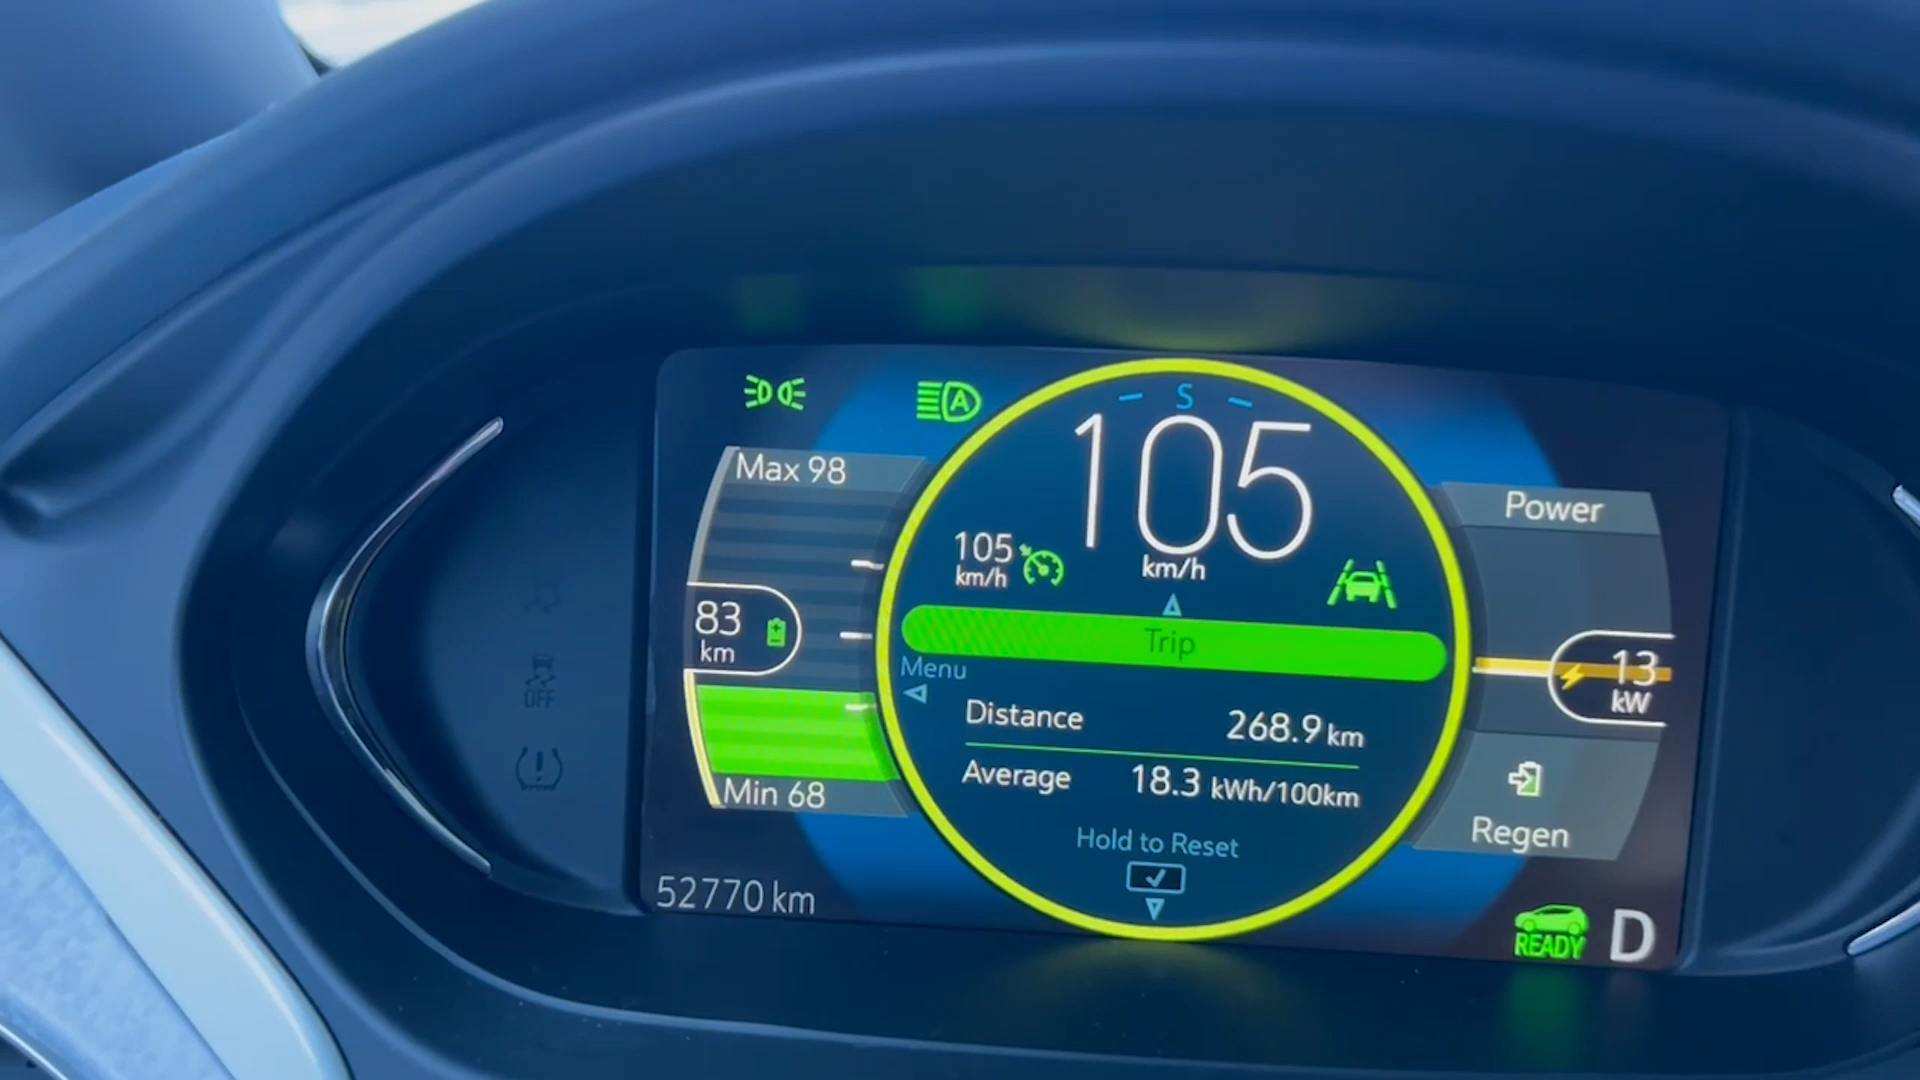 S
A
Max 98
105
km/h
105
km/h
Power
83
km
Trip
13
kW
Menu
OFF
Distance 268.9 km
Average 18.3 kWh/100km
Min 68
Regen
Hold to Reset
52770 km
READY
D